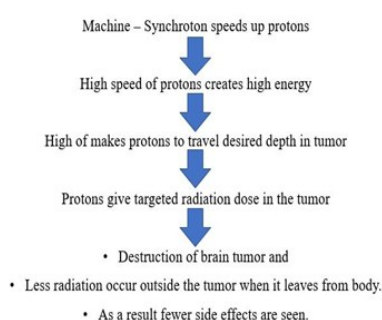 Machine – Synchroton speeds up protons
High speed of protons creates high energy
High of makes protons to travel desired depth in tumor
Protons give targeted radiation dose in the tumor
• Destruction of brain tumor and
• Less radiation occur outside the tumor when it leaves from body.
• As a result fewer side effects are seen.